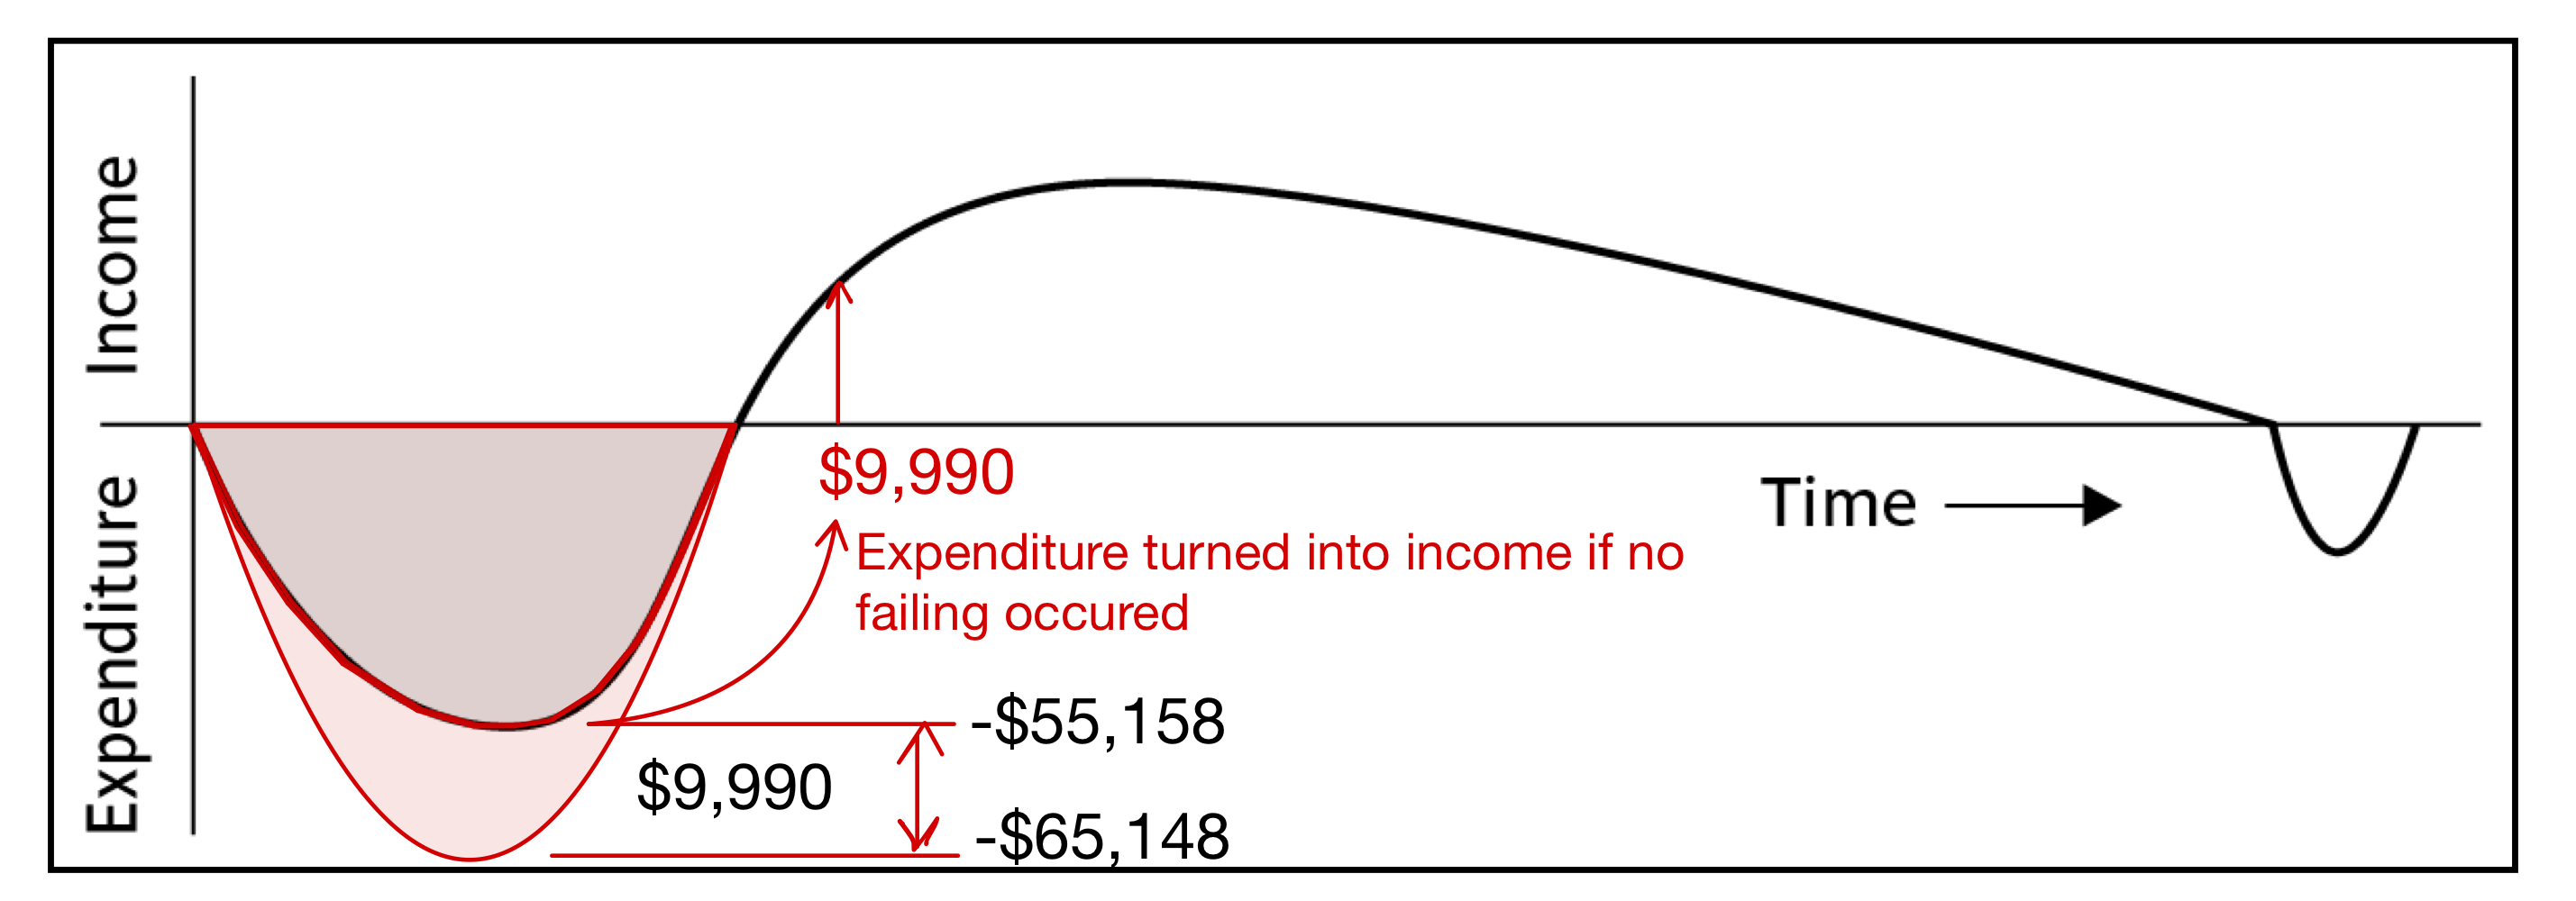 Income
Expenditure
$9,990
Expenditure turned into income if no
failing occured
Time
-$55,158
$9,990
-$65,148